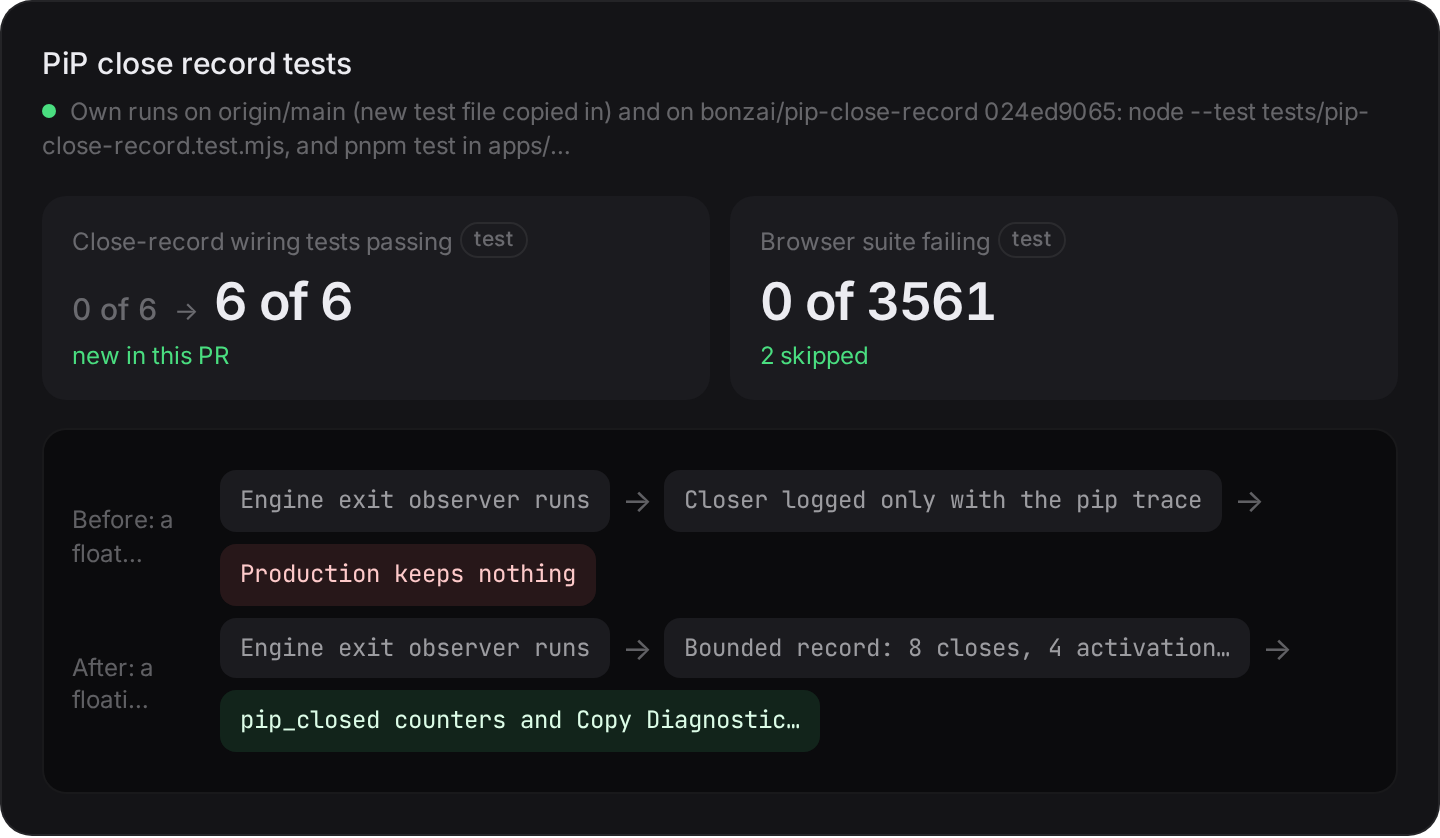 PiP close record tests
Own runs on origin/main (new test file copied in) and on bonzai/pip-close-record 024ed9065: node --test tests/pip-
close-record.test.mjs, and pnpm test in apps/…
Close-record wiring tests passing test
0 of 6 → 6 of 6
new in this PR
Browser suite failing test
0 of 3561
2 skipped
Before: a
float…
Engine exit observer runs → Closer logged only with the pip trace →
Production keeps nothing
After: a
floati…
Engine exit observer runs → Bounded record: 8 closes, 4 activation… →
pip_closed counters and Copy Diagnostic…